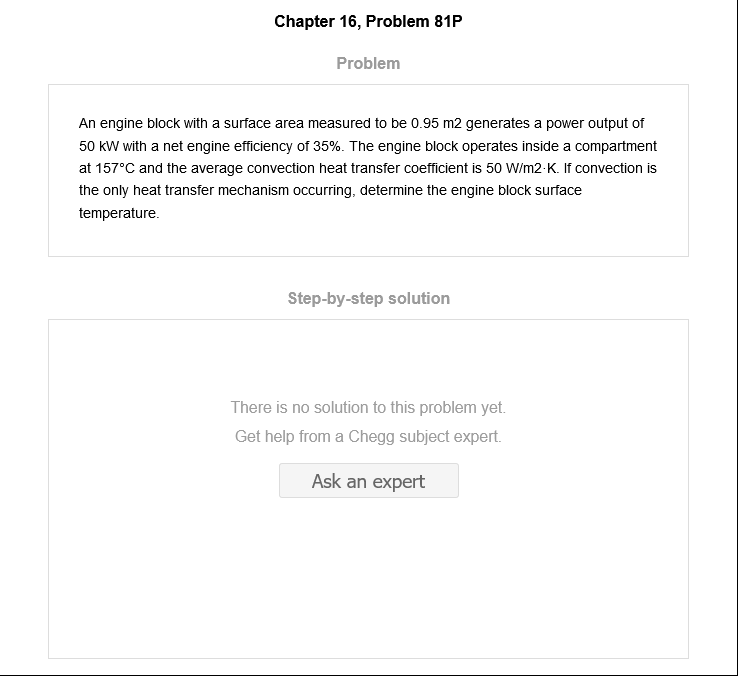 Chapter 16, Problem 81P
Problem
An engine block with a surface area measured to be 0.95 m2 generates a power output of
50 kW with a net engine efficiency of 35%. The engine block operates inside a compartment
at 157°C and the average convection heat transfer coefficient is 50 W/m2·K. If convection is
the only heat transfer mechanism occurring, determine the engine block surface
temperature.
Step-by-step solution
There is no solution to this problem yet.
Get help from a Chegg subject expert.
Ask an expert